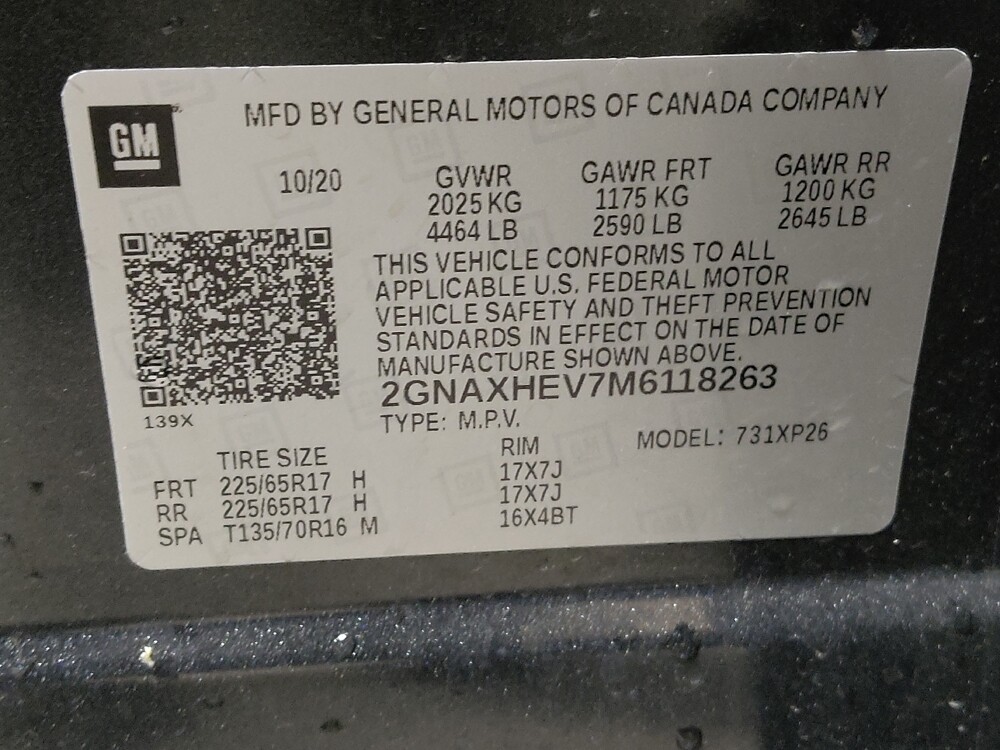 GM
MFD BY GENERAL MOTORS OF CANADA COMPANY
10/20 GVWR GAWR FRT GAWR RR
2025 KG 1175 KG 1200 KG
4464 LB 2590 LB 2645 LB
THIS VEHICLE CONFORMS TO ALL
APPLICABLE U.S. FEDERAL MOTOR
VEHICLE SAFETY AND THEFT PREVENTION
STANDARDS IN EFFECT ON THE DATE OF
MANUFACTURE SHOWN ABOVE.
2GNAXHEV7M6118263
139X
TYPE: M.P.V.
MODEL: 731XP26
TIRE SIZE RIM
FRT 225/65R17 H 17X7J
RR 225/65R17 H 17X7J
SPA T135/70R16 M 16X4BT